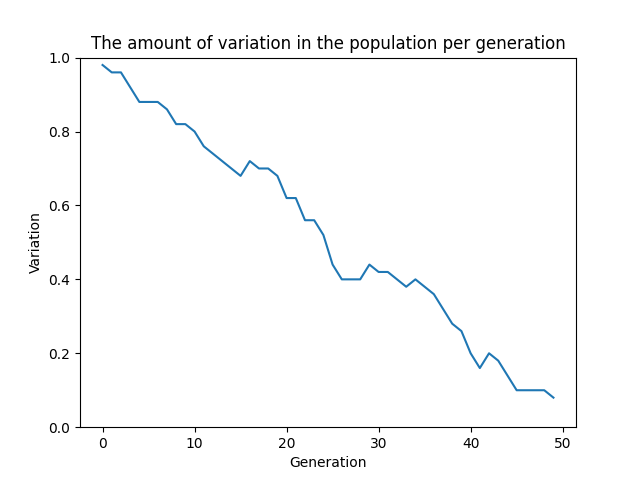 The amount of variation in the population per generation
1.0
0.8
0.6
0.4
0.2
0.0
Variation
0 10 20 30 40 50
Generation